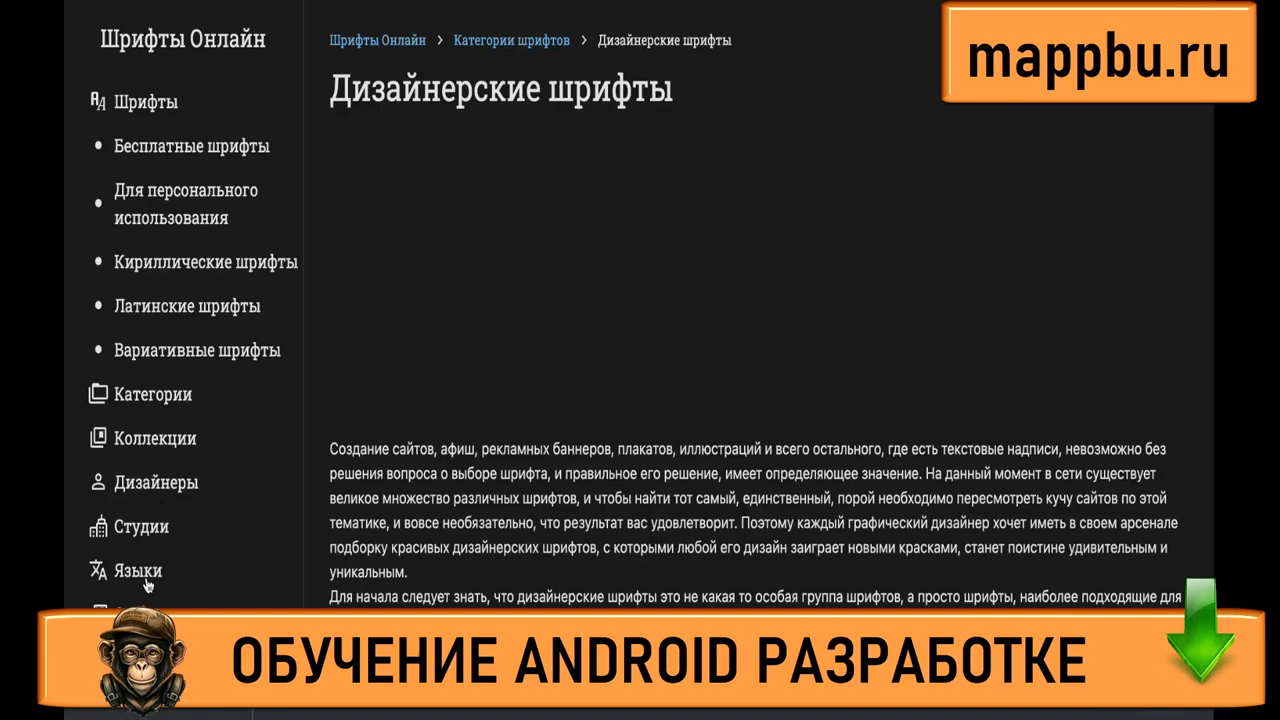 Шрифты Онлайн
Шрифты
Бесплатные шрифты
Для персонального
использования
Кириллические шрифты
Латинские шрифты
Вариативные шрифты
Категории
Коллекции
Дизайнеры
Студии
Языки
Шрифты Онлайн > Категории шрифтов > Дизайнерские шрифты
Дизайнерские шрифты
mappbu.ru
Создание сайтов, афиш, рекламных баннеров, плакатов, иллюстраций и всего остального, где есть текстовые надписи, невозможно без
решения вопроса о выборе шрифта, и правильное его решение, имеет определяющее значение. На данный момент в сети существует
великое множество различных шрифтов, и чтобы найти тот самый, единственный, порой необходимо пересмотреть кучу сайтов по этой
тематике, и вовсе необязательно, что результат вас удовлетворит. Поэтому каждый графический дизайнер хочет иметь в своем арсенале
подборку красивых дизайнерских шрифтов, с которыми любой его дизайн заиграет новыми красками, станет поистине удивительным и
уникальным.
Для начала следует знать, что дизайнерские шрифты это не какая то особая группа шрифтов, а просто шрифты, наиболее подходящие для
ОБУЧЕНИЕ ANDROID РАЗРАБОТКЕ